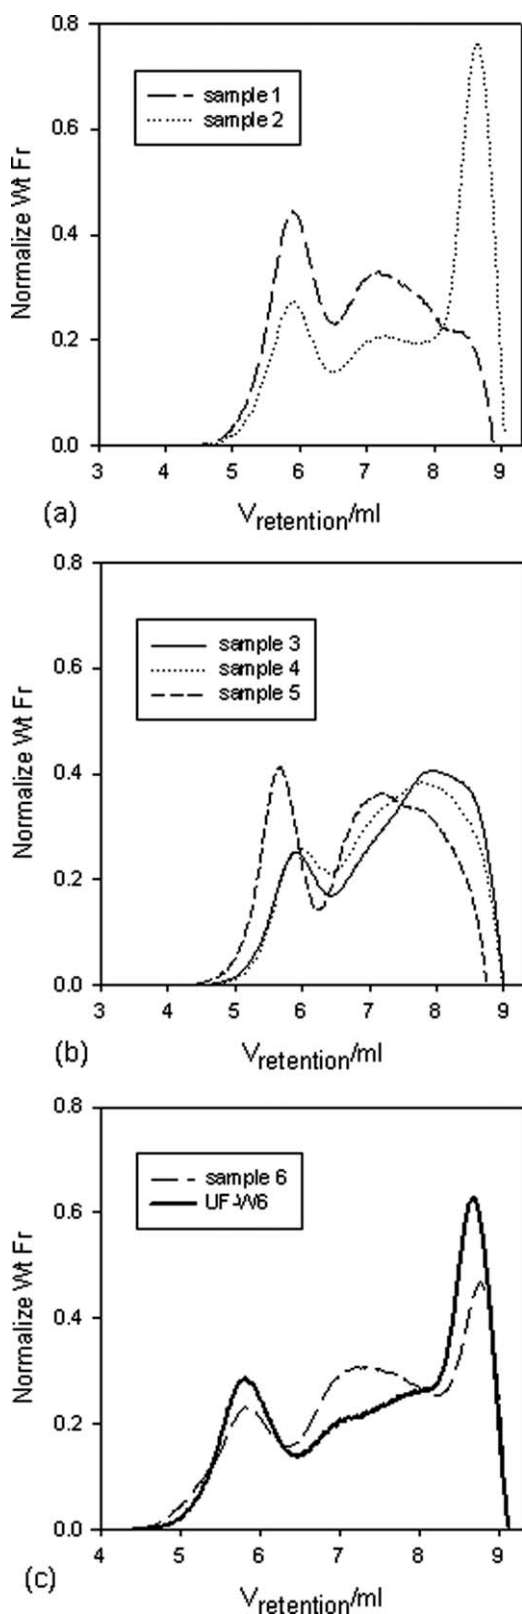 0.8
0.6
0.4
0.2
0.0
Normalize Wt Fr
sample 1
sample 2
3 4 5 6 7 8 9
(a)
Vretention/ml
0.8
0.6
0.4
0.2
0.0
Normalize Wt Fr
sample 3
sample 4
sample 5
3 4 5 6 7 8 9
(b)
Vretention/ml
0.8
0.6
0.4
0.2
0.0
Normalize Wt Fr
sample 6
UF-W6
4 5 6 7 8 9
(c)
Vretention/ml